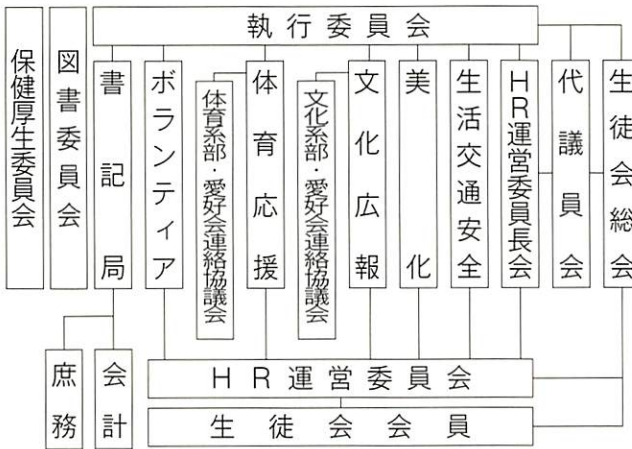 執行委員会
生徒会総会
代議員会
HR運営委員長会
生活交通安全
美化
文化広報
文化系部・愛好会連絡協議会
体育応援
体育系部・愛好会連絡協議会
ボランティア
書記局
図書委員会
保健厚生委員会
会計
庶務
HR運営委員会
生徒会会員